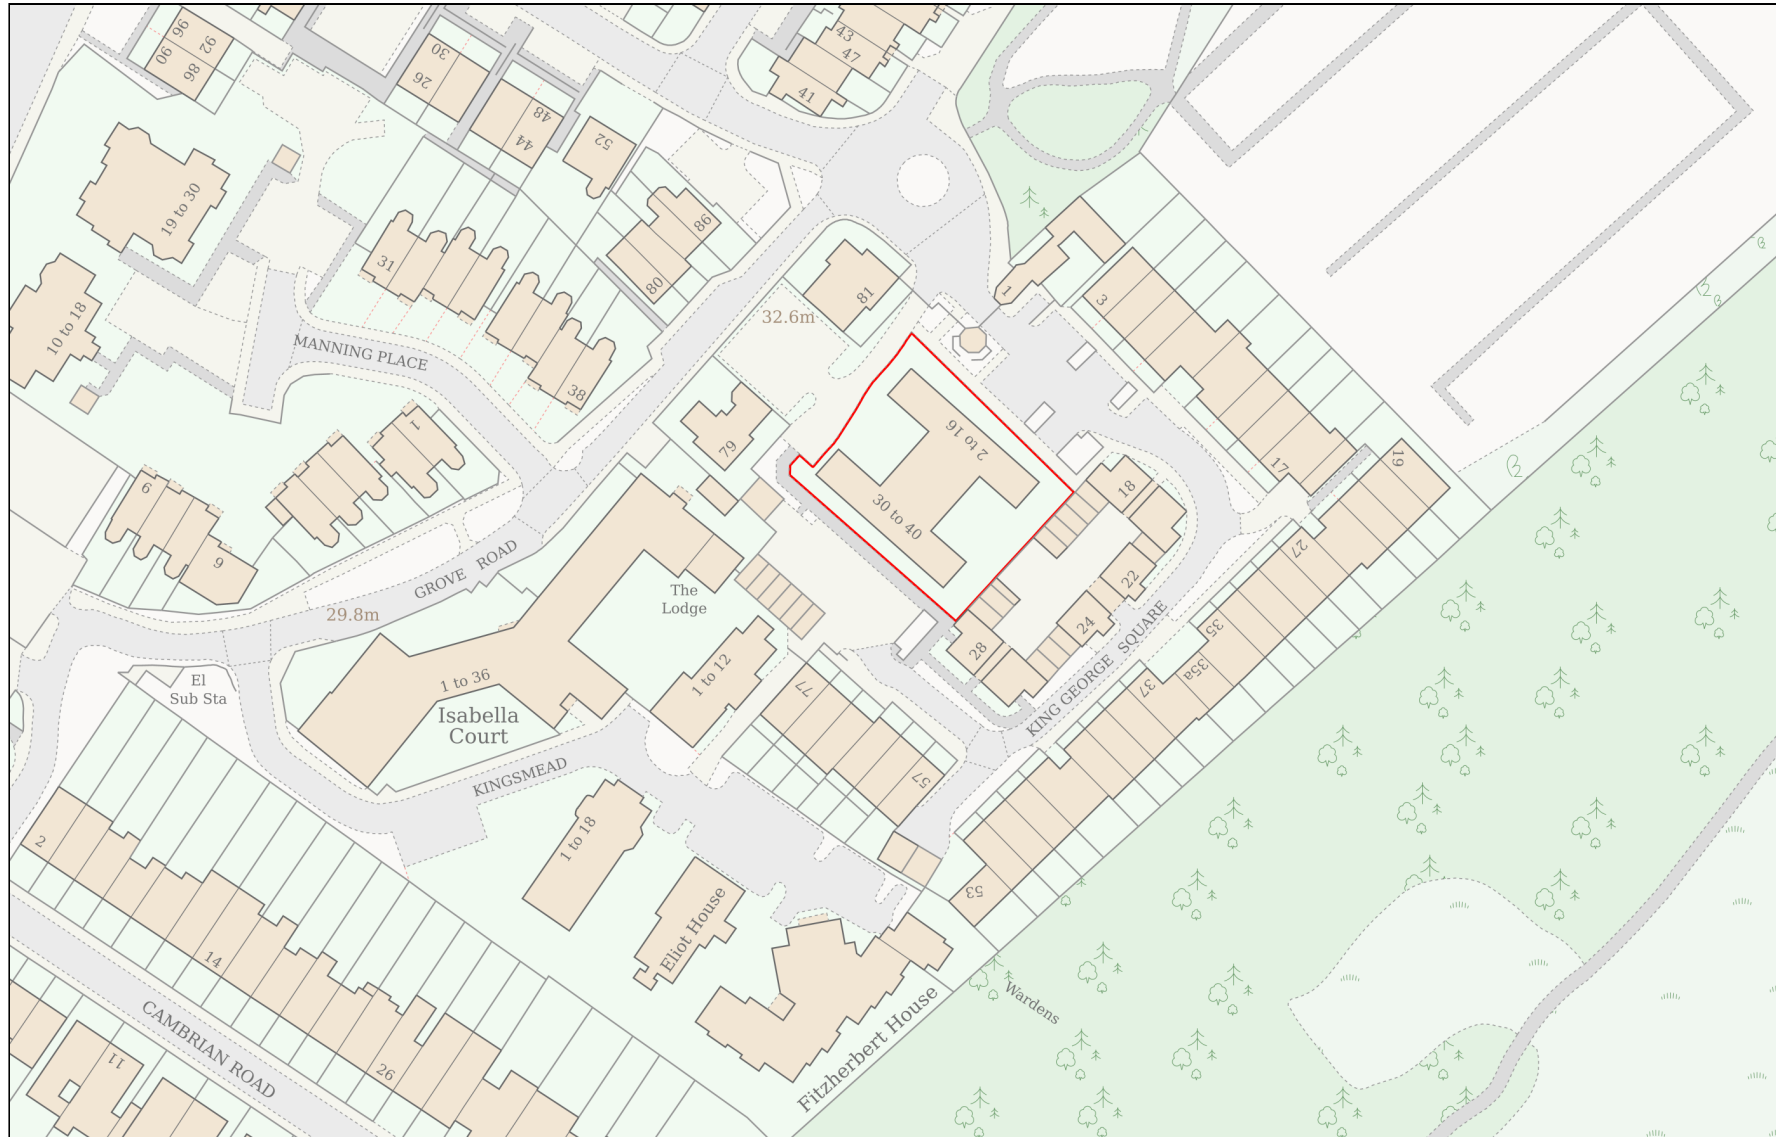 96
92
90
86
30
26
48
44
52
43
47
41
19 to 30
31
86
80
81
1
3
10 to 18
MANNING PLACE
32.6m
38
1
79
2 to 16
9
6
30 to 40
18
17
19
27
GROVE ROAD
29.8m
The
Lodge
22
24
28
KING GEORGE SQUARE
35
35a
37
El
Sub Sta
1 to 36
Isabella
Court
1 to 12
77
57
KINGSMEAD
2
1 to 18
53
14
Eliot House
Fitzherbert House
Wardens
CAMBRIAN ROAD
11
26